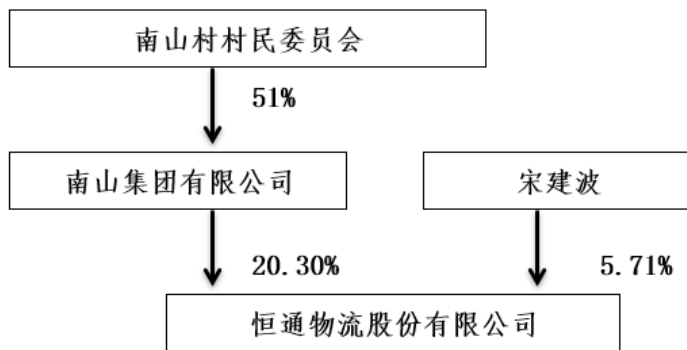 南山村村民委员会
51%
南山集团有限公司
宋建波
20.30%
5.71%
恒通物流股份有限公司